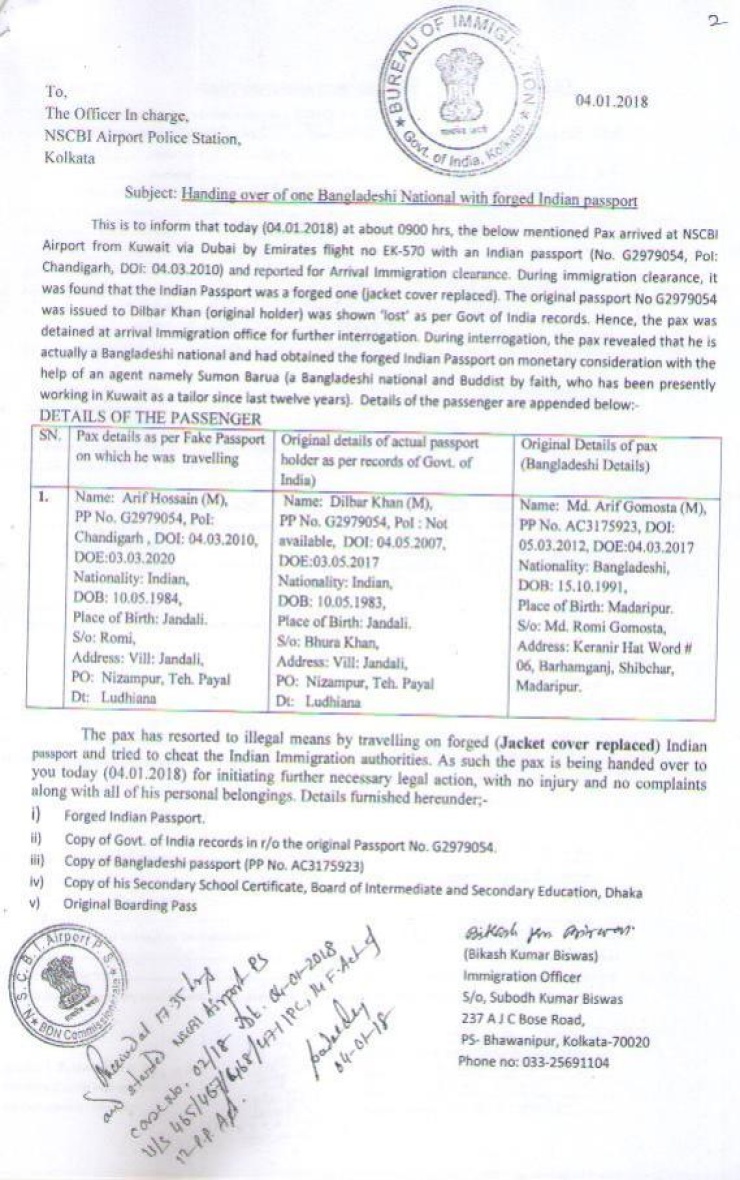 2
BUREAU OF IMMIGRATION
Govt. of India, Kolkata
04.01.2018
To,
The Officer In charge,
NSCBI Airport Police Station,
Kolkata
Subject: Handing over of one Bangladeshi National with forged Indian passport
This is to inform that today (04.01.2018) at about 0900 hrs, the below mentioned Pax arrived at NSCBI
Airport from Kuwait via Dubai by Emirates flight no EK-570 with an Indian passport (No. G2979054, PoI:
Chandigarh, DOI: 04.03.2010) and reported for Arrival Immigration clearance. During immigration clearance, it
was found that the Indian Passport was a forged one (jacket cover replaced). The original passport No G2979054
was issued to Dilbar Khan (original holder) was shown 'lost' as per Govt of India records. Hence, the pax was
detained at arrival Immigration office for further interrogation. During interrogation, the pax revealed that he is
actually a Bangladeshi national and had obtained the forged Indian Passport on monetary consideration with the
help of an agent namely Sumon Barua (a Bangladeshi national and Buddist by faith, who has been presently
working in Kuwait as a tailor since last twelve years). Details of the passenger are appended below:-
DETAILS OF THE PASSENGER
SN. Pax details as per Fake Passport
on which he was travelling
Original details of actual passport
holder as per records of Govt. of
India)
Original Details of pax
(Bangladeshi Details)
1. Name: Arif Hossain (M),
PP No. G2979054, PoI:
Chandigarh , DOI: 04.03.2010,
DOE:03.03.2020
Nationality: Indian,
DOB: 10.05.1984,
Place of Birth: Jandali.
S/o: Romi,
Address: Vill: Jandali,
PO: Nizampur, Teh. Payal
Dt: Ludhiana
Name: Dilbar Khan (M),
PP No. G2979054, PoI : Not
available, DOI: 04.05.2007,
DOE:03.05.2017
Nationality: Indian,
DOB: 10.05.1983,
Place of Birth: Jandali.
S/o: Bhura Khan,
Address: Vill: Jandali,
PO: Nizampur, Teh. Payal
Dt: Ludhiana
Name: Md. Arif Gomosta (M),
PP No. AC3175923, DOI:
05.03.2012, DOE:04.03.2017
Nationality: Bangladeshi,
DOB: 15.10.1991,
Place of Birth: Madaripur.
S/o: Md. Romi Gomosta,
Address: Keranir Hat Word #
06, Barhamganj, Shibchar,
Madaripur.
The pax has resorted to illegal means by travelling on forged (Jacket cover replaced) Indian
passport and tried to cheat the Indian Immigration authorities. As such the pax is being handed over to
you today (04.01.2018) for initiating further necessary legal action, with no injury and no complaints
along with all of his personal belongings. Details furnished hereunder;-
i) Forged Indian Passport.
ii) Copy of Govt. of India records in r/o the original Passport No. G2979054.
iii) Copy of Bangladeshi passport (PP No. AC3175923)
iv) Copy of his Secondary School Certificate, Board of Intermediate and Secondary Education, Dhaka
v) Original Boarding Pass
N.S.C.B.I. Airport P.S.
BDN Commissionerate
Received at 17:35 hrs
and started NSCBI Airport PS
case No. 02/18 Dt. 04-01-2018
U/S 465/467/468/471 IPC,
12 P.P. Act.
04-01-18
(Bikash Kumar Biswas)
Immigration Officer
S/o, Subodh Kumar Biswas
237 A J C Bose Road,
PS- Bhawanipur, Kolkata-70020
Phone no: 033-25691104